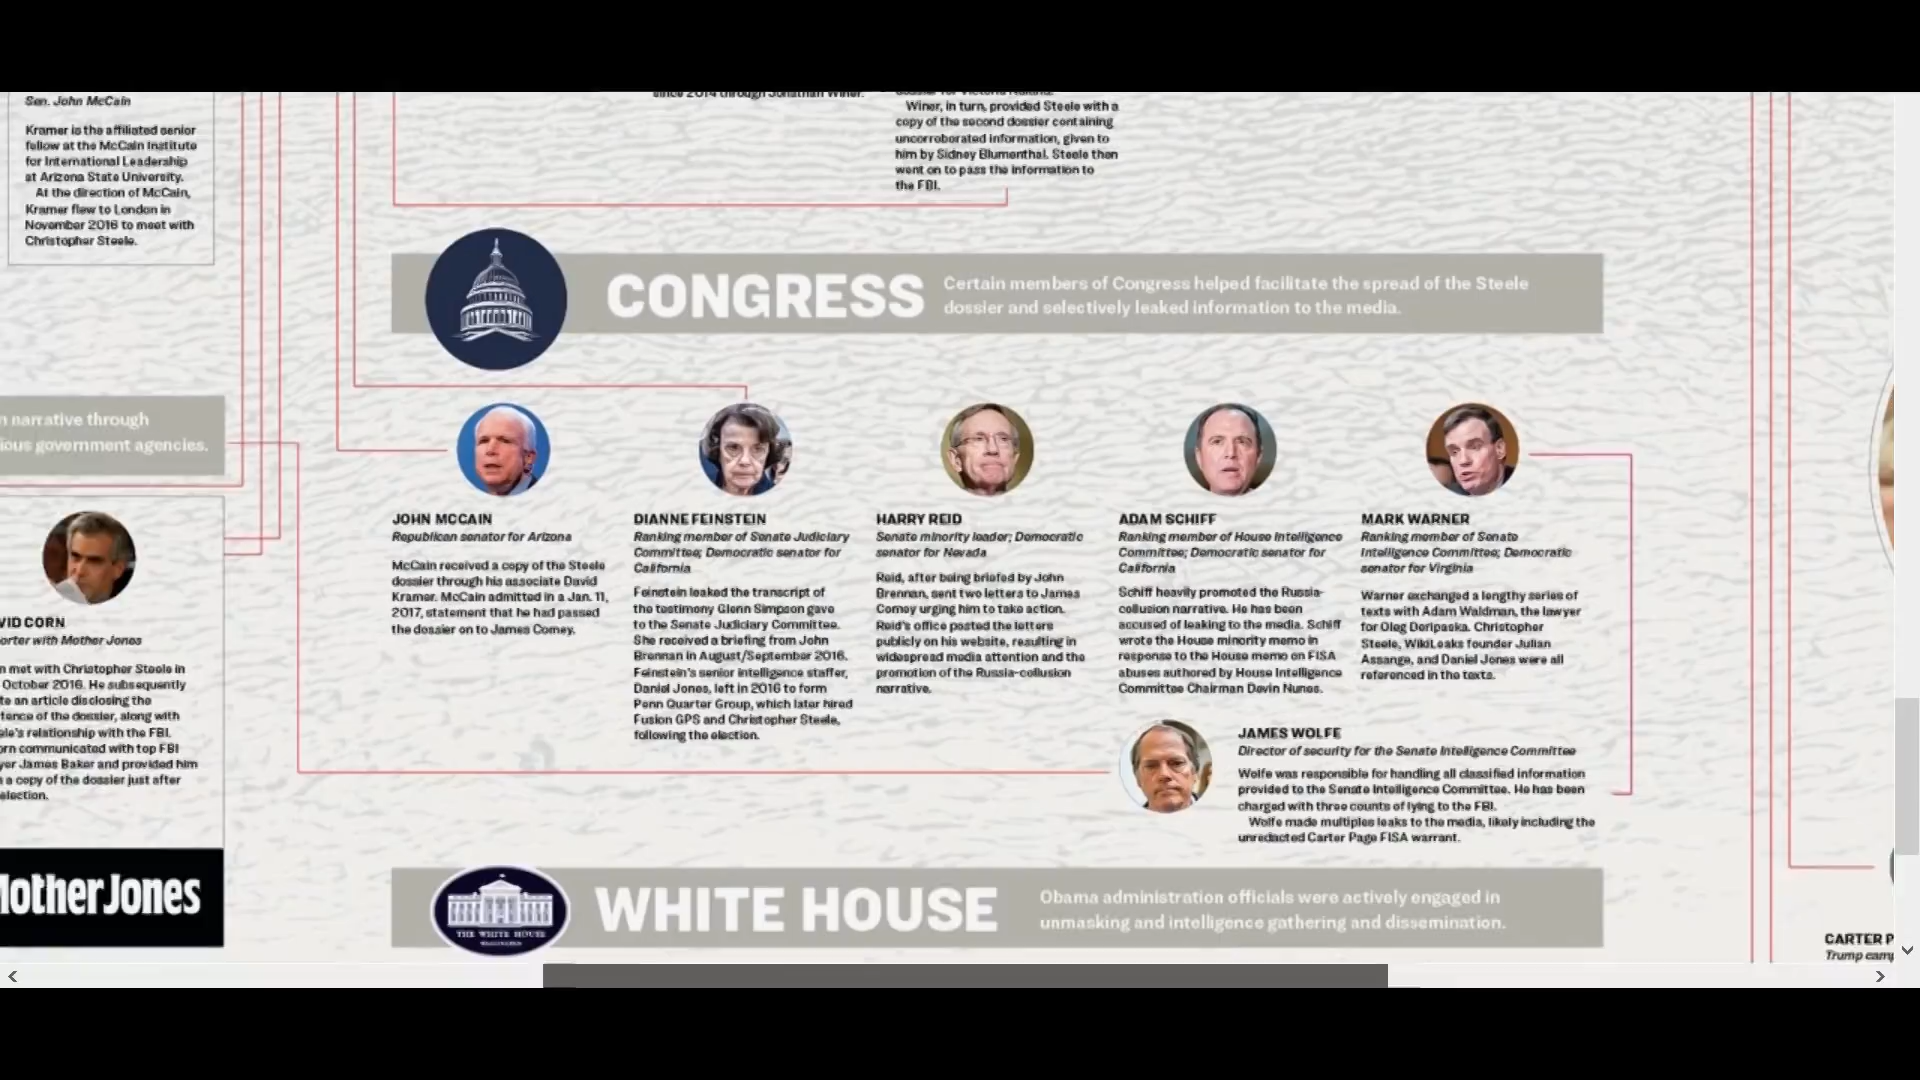 Sen. John McCain
Kramer is the affiliated senior
fellow at the McCain Institute
for International Leadership
at Arizona State University.
At the direction of McCain,
Kramer flew to London in
November 2016 to meet with
Christopher Steele.
since 2014 through Jonathan Winer.
Winer, in turn, provided Steele with a
copy of the second dossier containing
uncorroborated information, given to
him by Sidney Blumenthal. Steele then
went on to pass the information to
the FBI.
CONGRESS
Certain members of Congress helped facilitate the spread of the Steele
dossier and selectively leaked information to the media.
n narrative through
ious government agencies.
JOHN MCCAIN
Republican senator for Arizona
McCain received a copy of the Steele
dossier through his associate David
Kramer. McCain admitted in a Jan. 11,
2017, statement that he had passed
the dossier on to James Comey.
DIANNE FEINSTEIN
Ranking member of Senate Judiciary
Committee; Democratic senator for
California
Feinstein leaked the transcript of
the testimony Glenn Simpson gave
to the Senate Judiciary Committee.
She received a briefing from John
Brennan in August/September 2016.
Feinstein's senior intelligence staffer,
Daniel Jones, left in 2016 to form
Penn Quarter Group, which later hired
Fusion GPS and Christopher Steele,
following the election.
HARRY REID
Senate minority leader; Democratic
senator for Nevada
Reid, after being briefed by John
Brennan, sent two letters to James
Comey urging him to take action.
Reid's office posted the letters
publicly on his website, resulting in
widespread media attention and the
promotion of the Russia-collusion
narrative.
ADAM SCHIFF
Ranking member of House Intelligence
Committee; Democratic senator for
California
Schiff heavily promoted the Russia-
collusion narrative. He has been
accused of leaking to the media. Schiff
wrote the House minority memo in
response to the House memo on FISA
abuses authored by House Intelligence
Committee Chairman Devin Nunes.
MARK WARNER
Ranking member of Senate
Intelligence Committee; Democratic
senator for Virginia
Warner exchanged a lengthy series of
texts with Adam Waldman, the lawyer
for Oleg Deripaska. Christopher
Steele, WikiLeaks founder Julian
Assange, and Daniel Jones were all
referenced in the texts.
JAMES WOLFE
Director of security for the Senate Intelligence Committee
Wolfe was responsible for handling all classified information
provided to the Senate Intelligence Committee. He has been
charged with three counts of lying to the FBI.
Wolfe made multiples leaks to the media, likely including the
unredacted Carter Page FISA warrant.
VID CORN
orter with Mother Jones
n met with Christopher Steele in
October 2016. He subsequently
te an article disclosing the
tence of the dossier, along with
ele's relationship with the FBI.
orn communicated with top FBI
yer James Baker and provided him
a copy of the dossier just after
election.
MotherJones
THE WHITE HOUSE
WASHINGTON
WHITE HOUSE
Obama administration officials were actively engaged in
unmasking and intelligence gathering and dissemination.
CARTER P
Trump camp